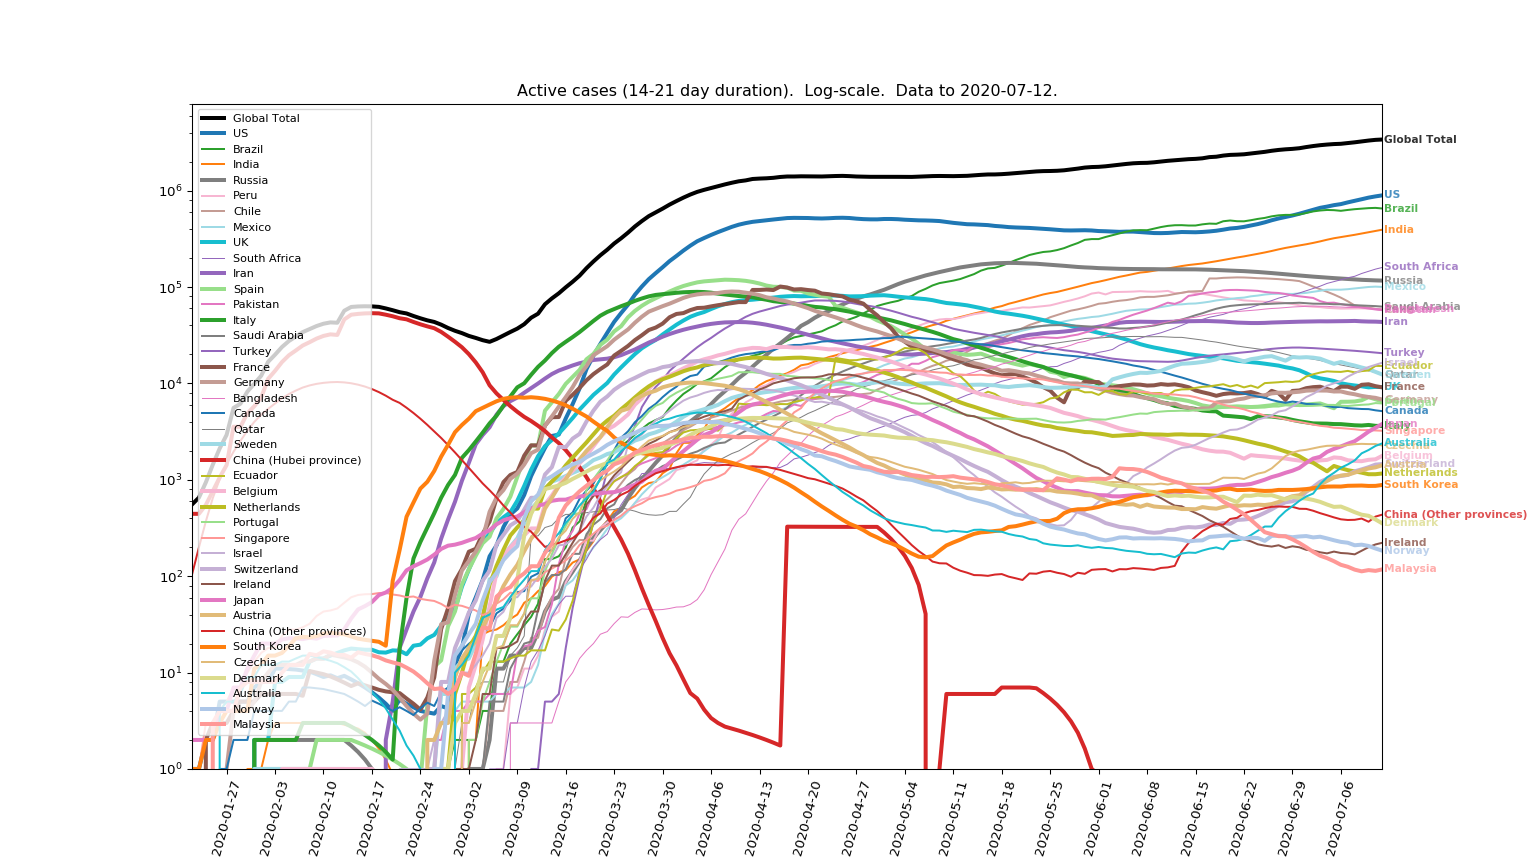 Active cases (14-21 day duration).  Log-scale.  Data to 2020-07-12.
Global Total
US
Brazil
India
Russia
Peru
Chile
Mexico
UK
South Africa
Iran
Spain
Pakistan
Italy
Saudi Arabia
Turkey
France
Germany
Bangladesh
Canada
Qatar
Sweden
China (Hubei province)
Ecuador
Belgium
Netherlands
Portugal
Singapore
Israel
Switzerland
Ireland
Japan
Austria
China (Other provinces)
South Korea
Czechia
Denmark
Australia
Norway
Malaysia
10^6
10^5
10^4
10^3
10^2
10^1
10^0
Global Total
US
Brazil
India
South Africa
Russia
Mexico
Saudi Arabia
Iran
Turkey
Ecuador
Qatar
France
Germany
Canada
Singapore
Australia
Belgium
Netherlands
South Korea
China (Other provinces)
Denmark
Ireland
Norway
Malaysia
2020-01-27
2020-02-03
2020-02-10
2020-02-17
2020-02-24
2020-03-02
2020-03-09
2020-03-16
2020-03-23
2020-03-30
2020-04-06
2020-04-13
2020-04-20
2020-04-27
2020-05-04
2020-05-11
2020-05-18
2020-05-25
2020-06-01
2020-06-08
2020-06-15
2020-06-22
2020-06-29
2020-07-06